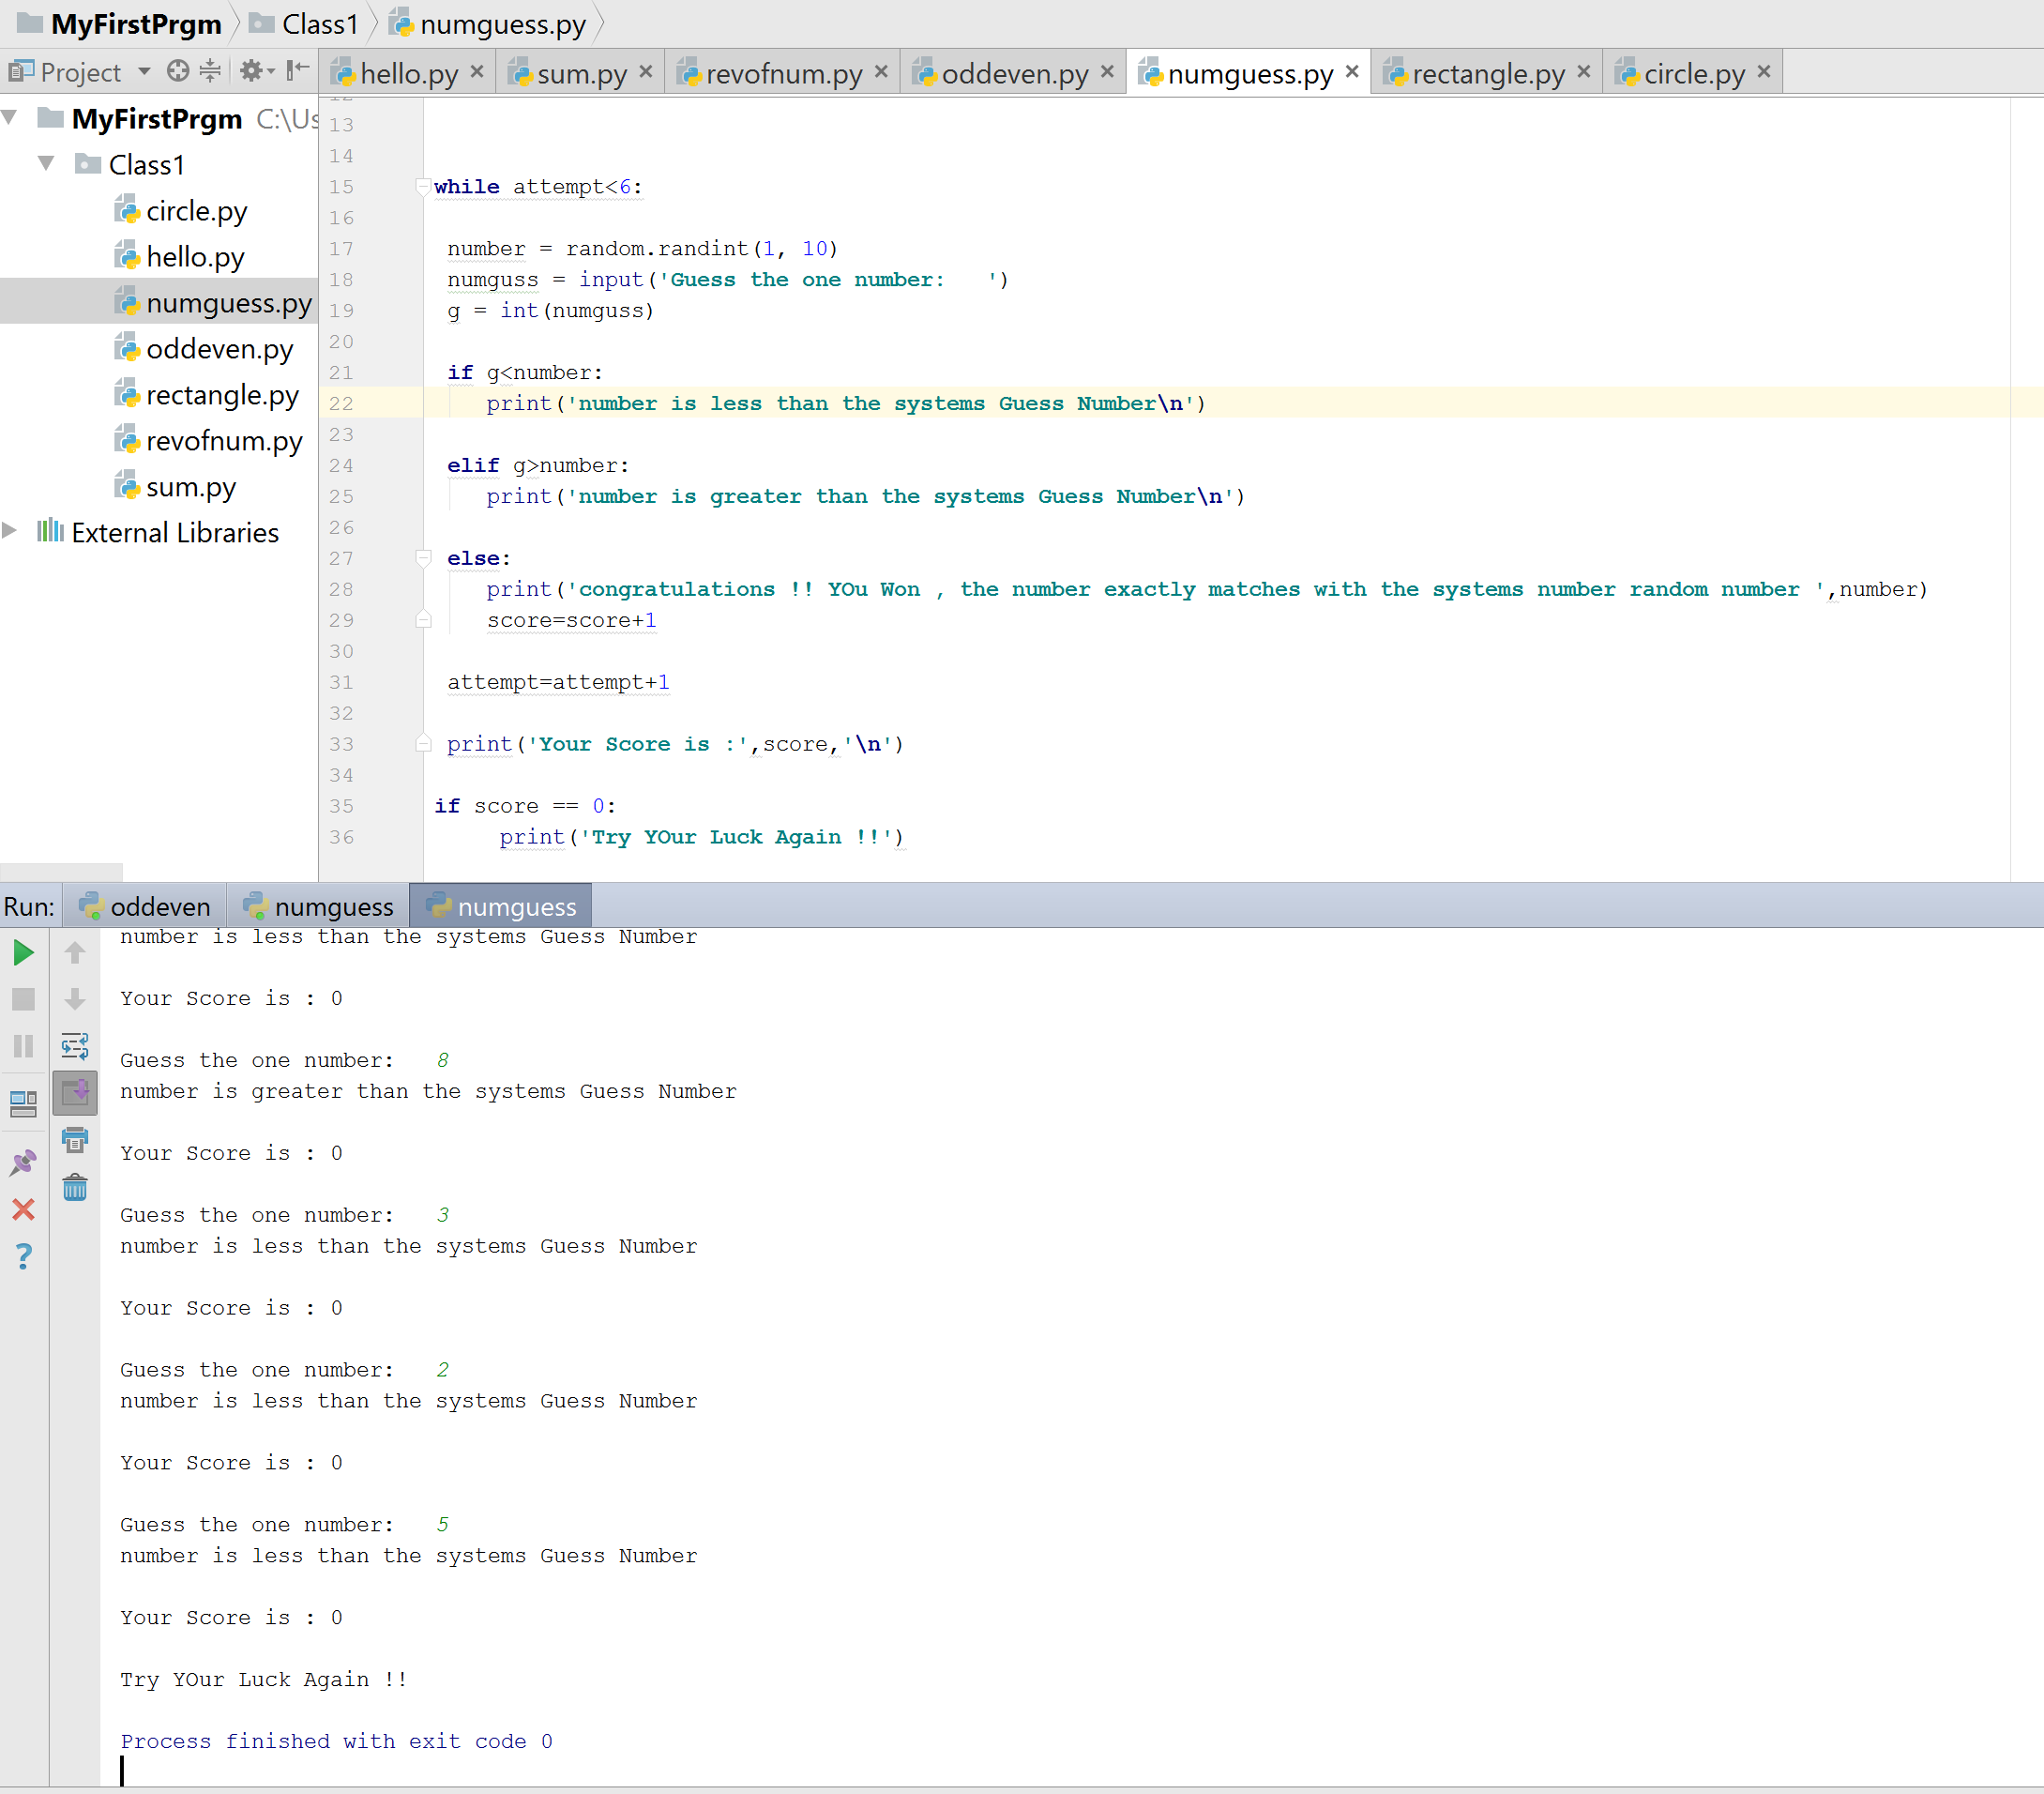 MyFirstPrgm Class1 numguess.py
Project hello.py sum.py revofnum.py oddeven.py numguess.py rectangle.py circle.py
MyFirstPrgm C:\Us
Class1
circle.py
hello.py
numguess.py
oddeven.py
rectangle.py
revofnum.py
sum.py
External Libraries
12
13
14
15 while attempt<6:
16
17 number = random.randint(1, 10)
18 numguss = input('Guess the one number:   ')
19 g = int(numguss)
20
21 if g<number:
22 print('number is less than the systems Guess Number\n')
23
24 elif g>number:
25 print('number is greater than the systems Guess Number\n')
26
27 else:
28 print('congratulations !! YOu Won , the number exactly matches with the systems number random number ',number)
29 score=score+1
30
31 attempt=attempt+1
32
33 print('Your Score is :',score,'\n')
34
35 if score == 0:
36 print('Try YOur Luck Again !!')
Run: oddeven numguess numguess
number is less than the systems Guess Number
Your Score is : 0
Guess the one number:   8
number is greater than the systems Guess Number
Your Score is : 0
Guess the one number:   3
number is less than the systems Guess Number
Your Score is : 0
Guess the one number:   2
number is less than the systems Guess Number
Your Score is : 0
Guess the one number:   5
number is less than the systems Guess Number
Your Score is : 0
Try YOur Luck Again !!
Process finished with exit code 0